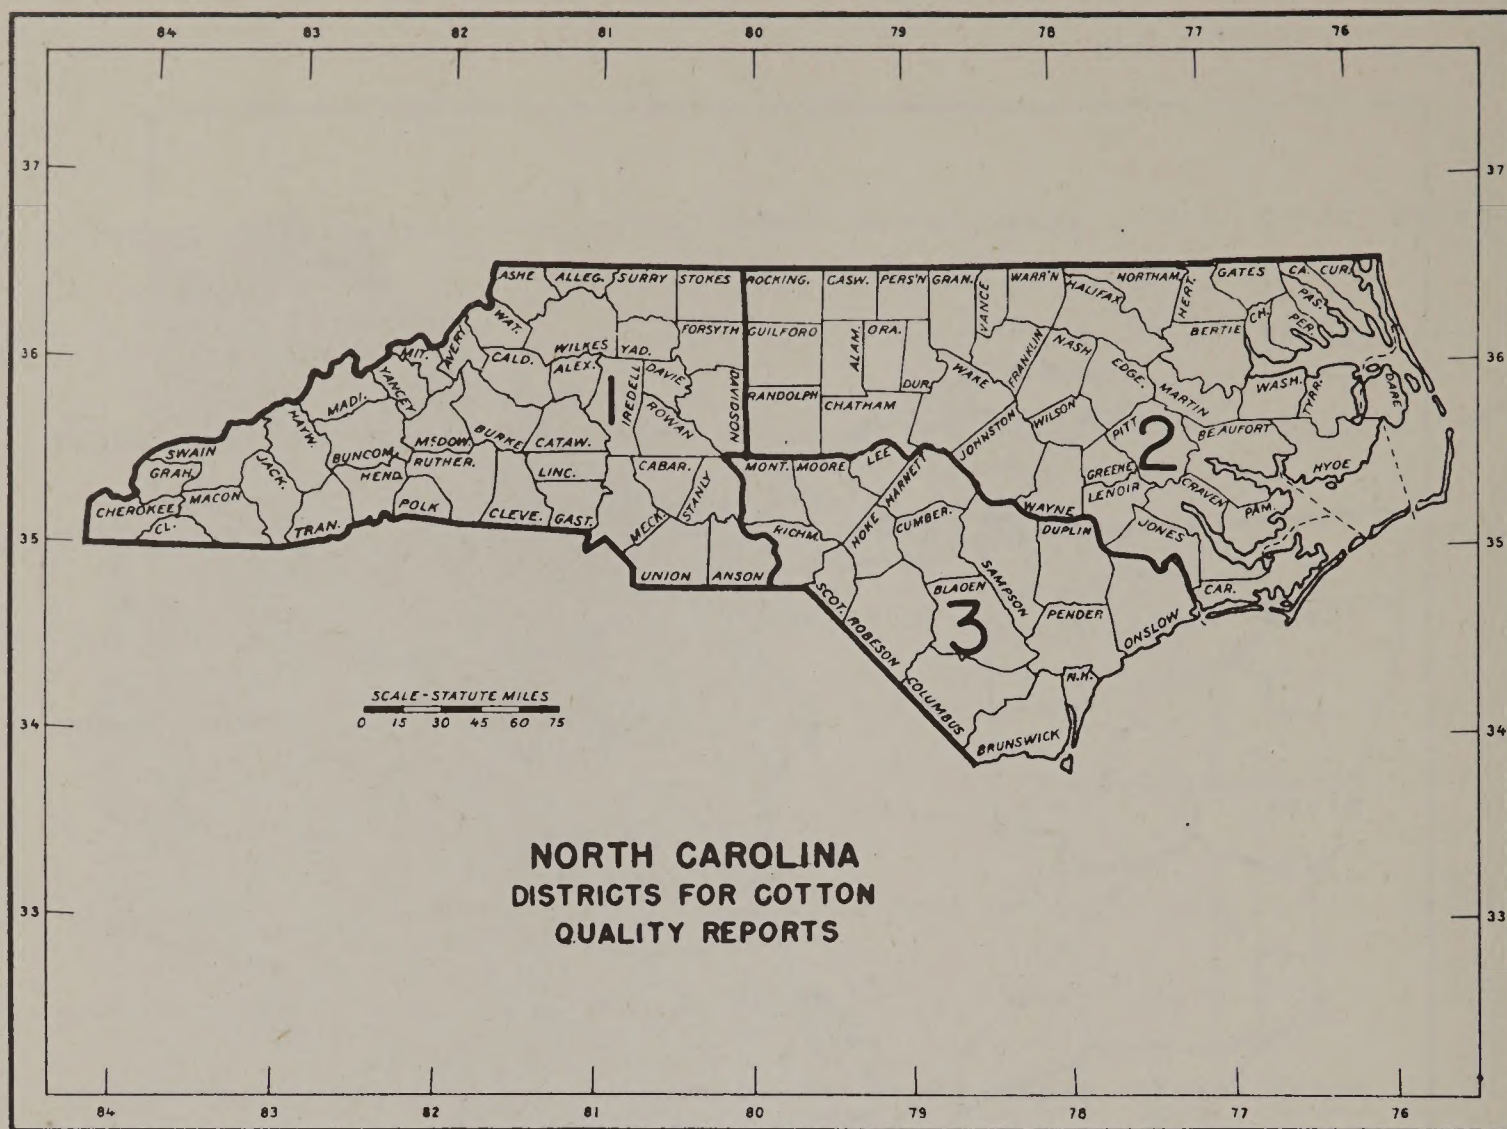 84 83 82 81 80 79 78 77 76
37 37
ASHE ALLEG. SURRY STOKES ROCKING. CASW. PERS'N GRAN. VANCE WARR'N HALIFAX NORTHAM. HERT. GATES CA. CUR.
WAT. FORSYTH GUILFORD ALAM. ORA. BERTIE CH. PAS. PER.
36 36
MIT. AVERY CALD. WILKES ALEX. YAD. IREDELL DAVIE DAVIDSON RANDOLPH DUR. WAKE FRANKLIN NASH EDGE. MARTIN WASH. TYRR. DARE
MADI. YANCEY 1 ROWAN CHATHAM JOHNSTON WILSON PITT 2 BEAUFORT
HAYW. BUNCOM. McDOW. BURKE CATAW. LEE HARNETT GREENE HYDE
SWAIN GRAH. JACK. HEND. RUTHER. LINC. CABAR. STANLY MONT. MOORE WAYNE LENOIR CRAVEN PAM.
CHEROKEE MACON CL. TRAN. POLK CLEVE. GAST. MECK. RICHM. HOKE CUMBER. DUPLIN JONES
35 35
UNION ANSON SCOT. BLADEN SAMPSON CAR.
ROBESON 3 PENDER ONSLOW
COLUMBUS N.H.
BRUNSWICK
SCALE-STATUTE MILES
0 15 30 45 60 75
34 34
NORTH CAROLINA
DISTRICTS FOR COTTON
QUALITY REPORTS
33 33
84 83 82 81 80 79 78 77 76